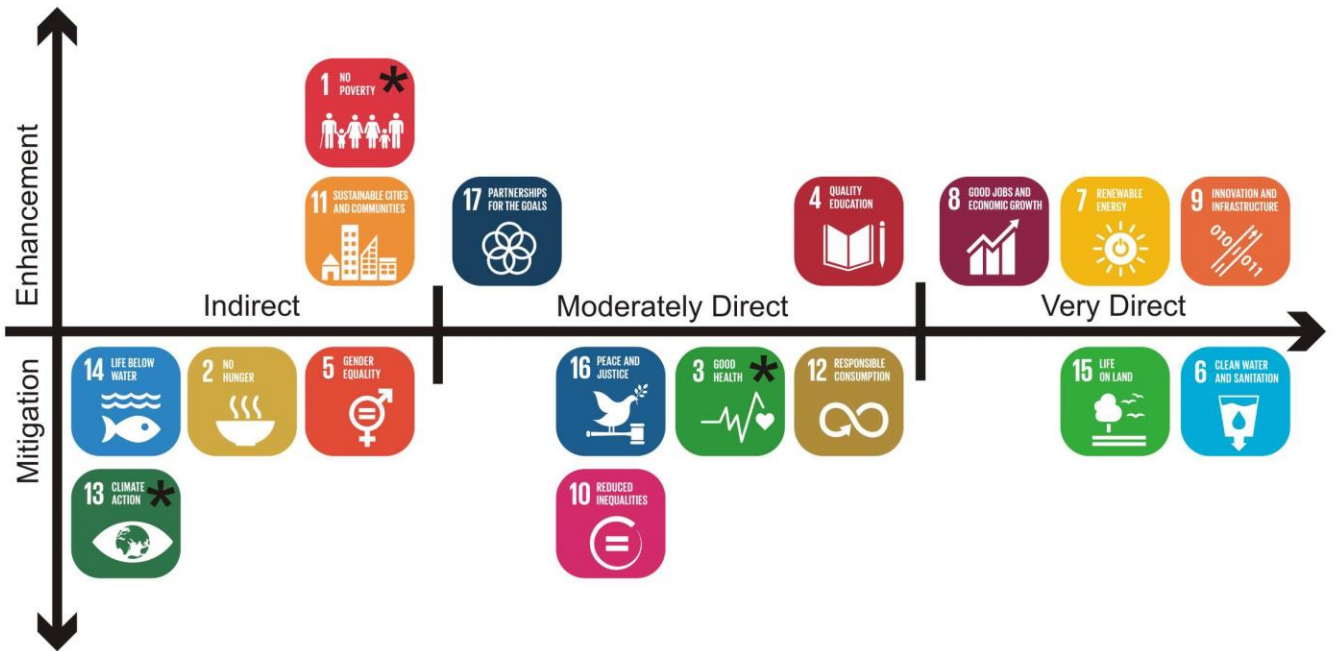 Enhancement
Mitigation
1 NO
POVERTY *
11 SUSTAINABLE CITIES
AND COMMUNITIES
17 PARTNERSHIPS
FOR THE GOALS
4 QUALITY
EDUCATION
8 GOOD JOBS AND
ECONOMIC GROWTH
7 RENEWABLE
ENERGY
9 INNOVATION AND
INFRASTRUCTURE
010
011
Indirect
Moderately Direct
Very Direct
14 LIFE BELOW
WATER
2 NO
HUNGER
5 GENDER
EQUALITY
16 PEACE AND
JUSTICE
3 GOOD
HEALTH *
12 RESPONSIBLE
CONSUMPTION
15 LIFE
ON LAND
6 CLEAN WATER
AND SANITATION
13 CLIMATE
ACTION *
10 REDUCED
INEQUALITIES